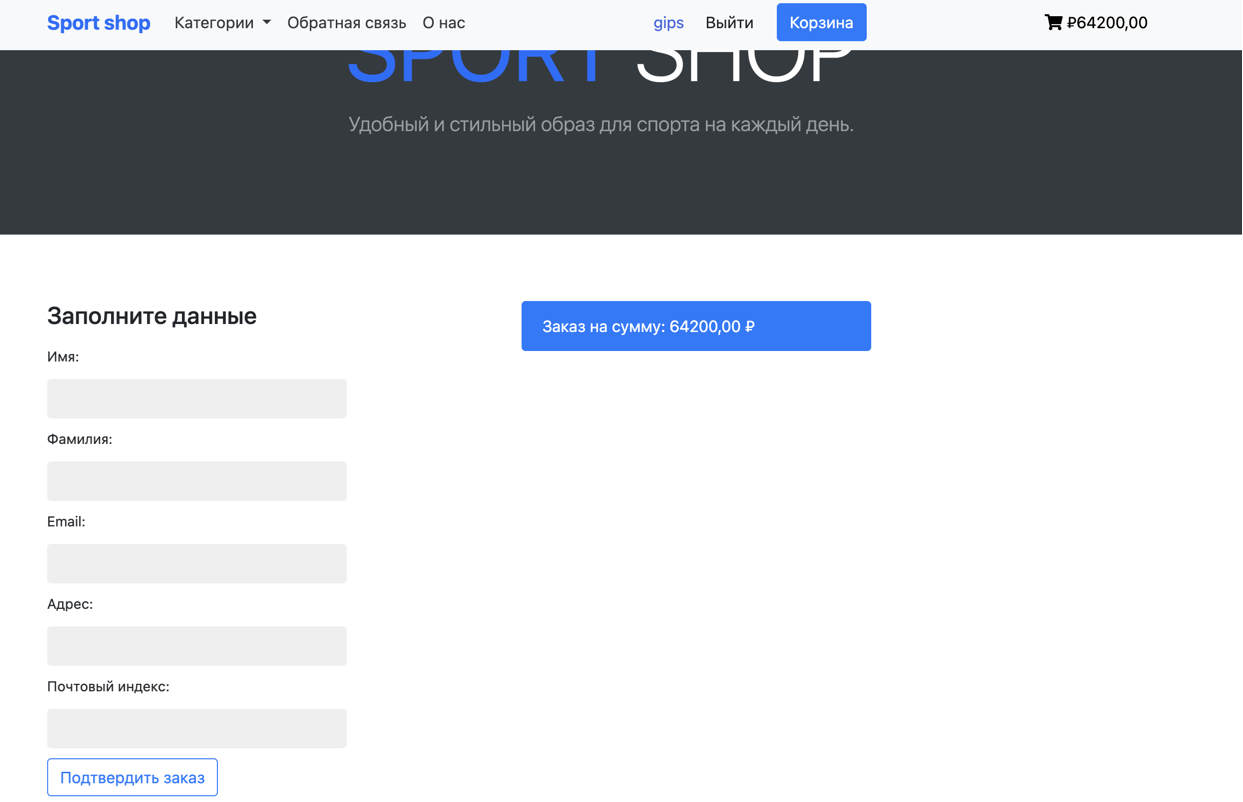 Sport shop Категории Обратная связь О нас gips Выйти Корзина ₽64200,00
SPORT SHOP
Удобный и стильный образ для спорта на каждый день.
Заполните данные
Заказ на сумму: 64200,00 ₽
Имя:
Фамилия:
Email:
Адрес:
Почтовый индекс:
Подтвердить заказ